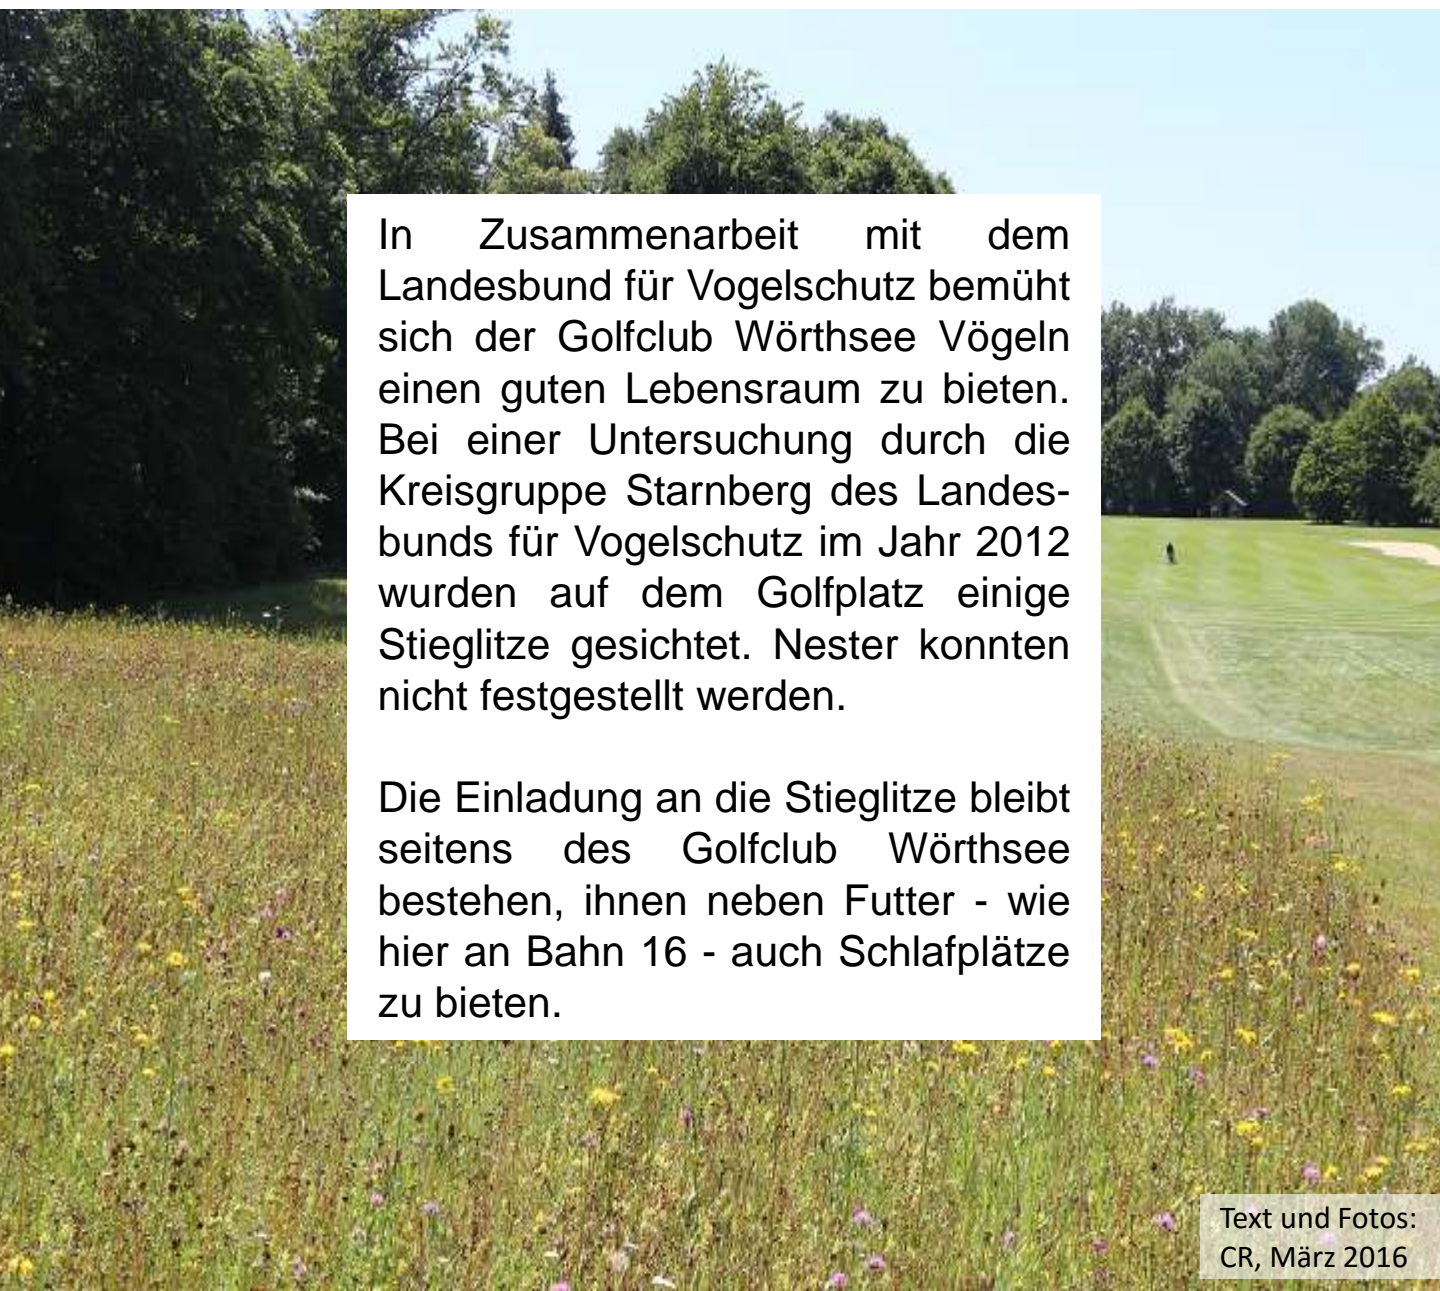 In Zusammenarbeit mit dem
Landesbund für Vogelschutz bemüht
sich der Golfclub Wörthsee Vögeln
einen guten Lebensraum zu bieten.
Bei einer Untersuchung durch die
Kreisgruppe Starnberg des Landes-
bunds für Vogelschutz im Jahr 2012
wurden auf dem Golfplatz einige
Stieglitze gesichtet. Nester konnten
nicht festgestellt werden.
Die Einladung an die Stieglitze bleibt
seitens des Golfclub Wörthsee
bestehen, ihnen neben Futter - wie
hier an Bahn 16 - auch Schlafplätze
zu bieten.
Text und Fotos:
CR, März 2016